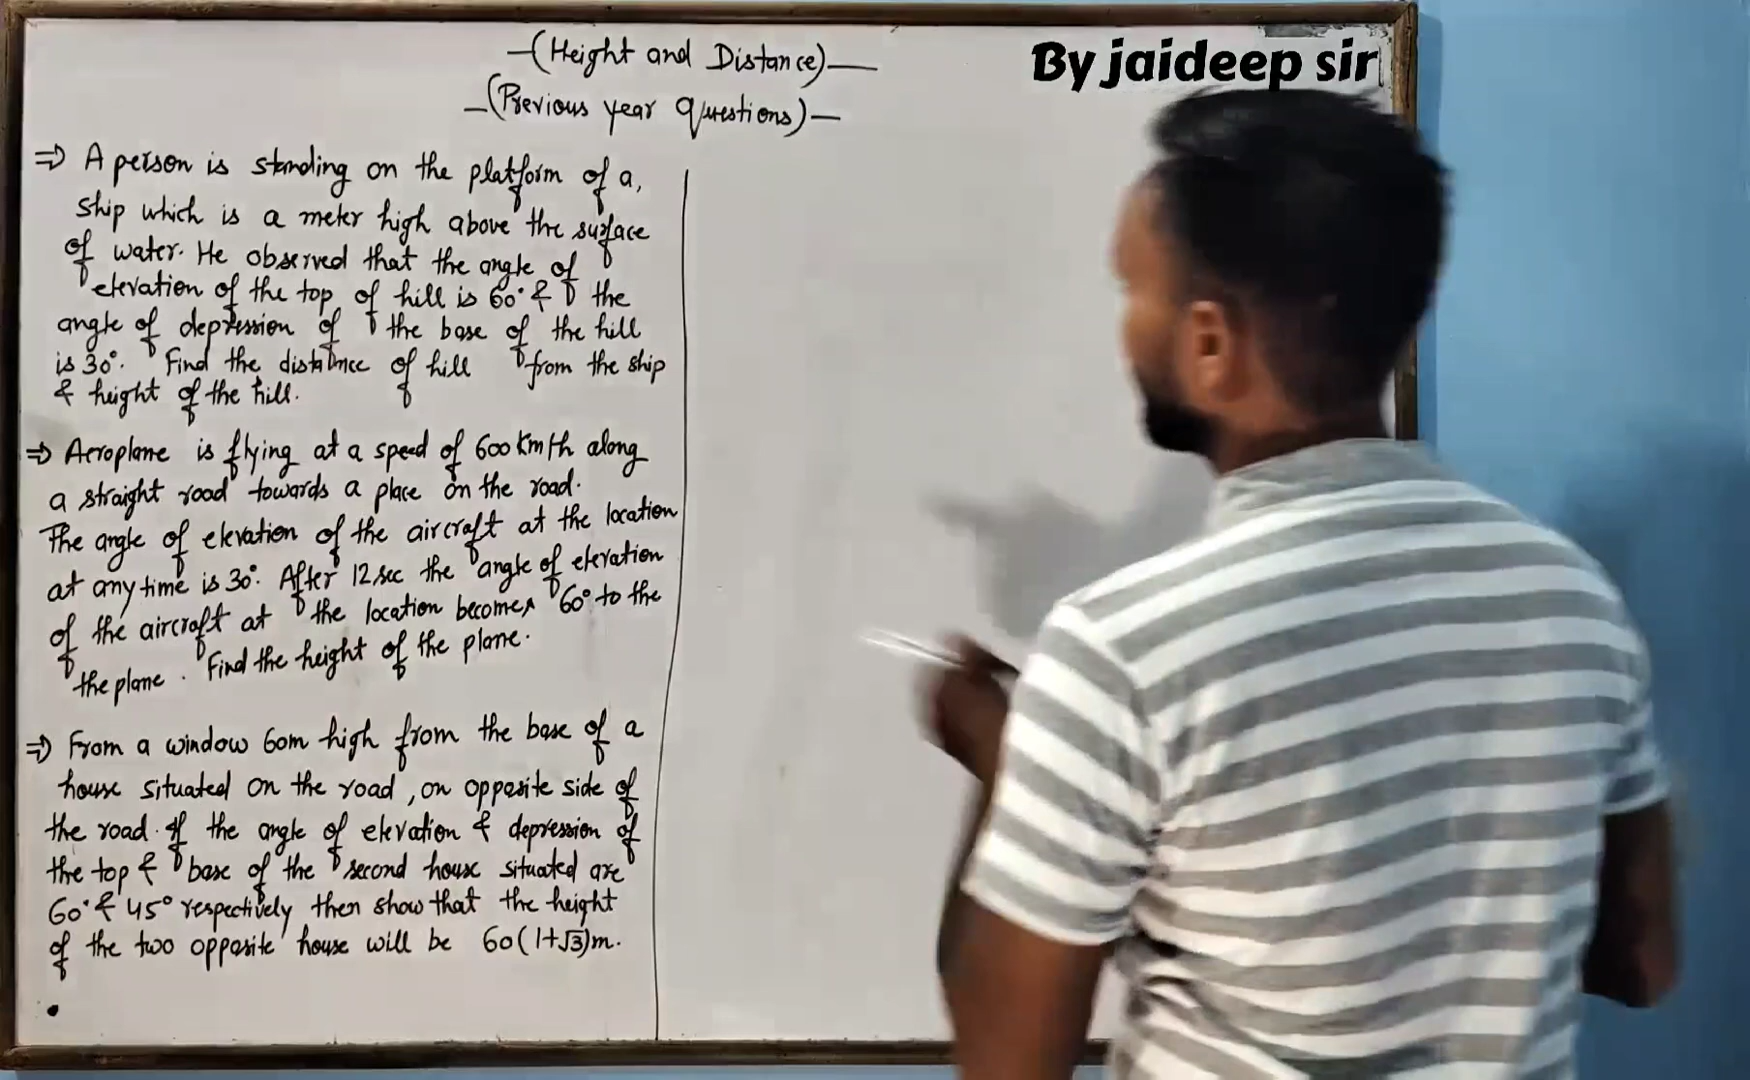 (Height and Distance)
By jaideep sir
(Previous year questions)
⇒ A person is standing on the platform of a,
ship which is a meter high above the surface
of water. He observed that the angle of
elevation of the top of hill is 60° & the
angle of depression of the base of the hill
is 30°. Find the distance of hill from the ship
& height of the hill.
⇒ Aeroplane is flying at a speed of 600 km/h along
a straight road towards a place on the road.
The angle of elevation of the aircraft at the location
at any time is 30°. After 12 sec the angle of elevation
of the aircraft at the location becomes 60° to the
the plane. Find the height of the plane.
⇒ From a window 60m high from the base of a
house situated on the road, on opposite side of
the road. If the angle of elevation & depression of
the top & base of the second house situated are
60° & 45° respectively then show that the height
of the two opposite house will be 60(1+√3)m.